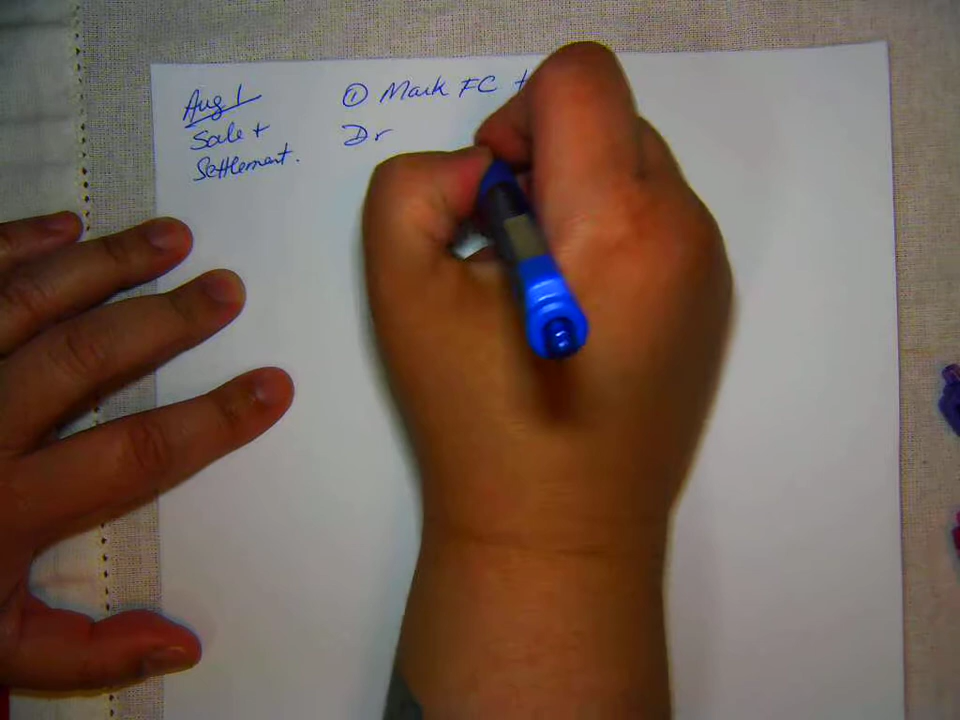 Aug 1
Sale +
Settlement.
① Mark FC
Dr